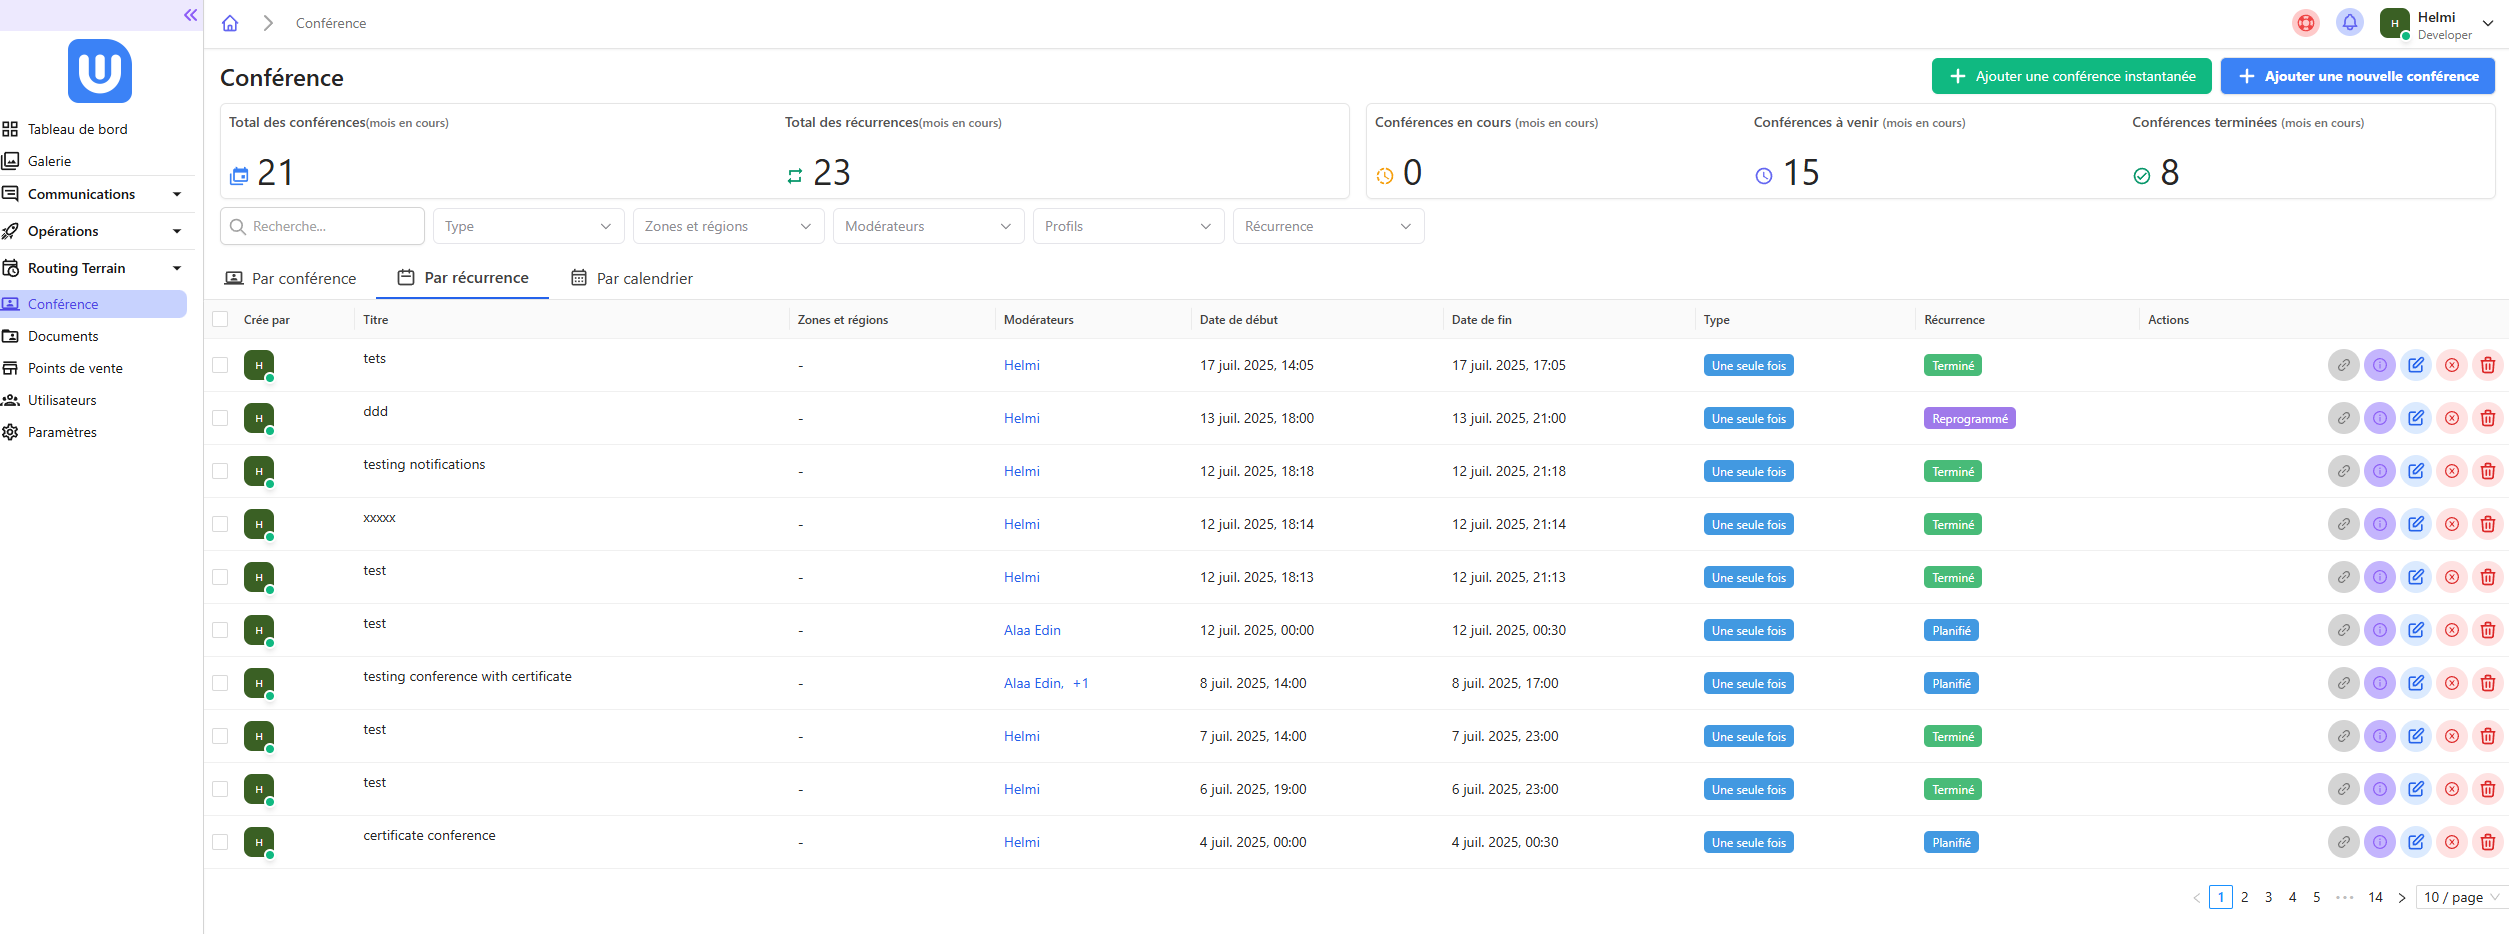 Conférence
H
Helmi
Developer
Tableau de bord
Galerie
Communications
Opérations
Routing Terrain
Conférence
Documents
Points de vente
Utilisateurs
Paramètres
Conférence
Ajouter une conférence instantanée
Ajouter une nouvelle conférence
Total des conférences(mois en cours)
21
Total des récurrences(mois en cours)
23
Conférences en cours (mois en cours)
0
Conférences à venir (mois en cours)
15
Conférences terminées (mois en cours)
8
Recherche... Type Zones et régions Modérateurs Profils Récurrence
Par conférence Par récurrence Par calendrier
Crée par Titre Zones et régions Modérateurs Date de début Date de fin Type Récurrence Actions
H tets - Helmi 17 juil. 2025, 14:05 17 juil. 2025, 17:05 Une seule fois Terminé
H ddd - Helmi 13 juil. 2025, 18:00 13 juil. 2025, 21:00 Une seule fois Reprogrammé
H testing notifications - Helmi 12 juil. 2025, 18:18 12 juil. 2025, 21:18 Une seule fois Terminé
H xxxxx - Helmi 12 juil. 2025, 18:14 12 juil. 2025, 21:14 Une seule fois Terminé
H test - Helmi 12 juil. 2025, 18:13 12 juil. 2025, 21:13 Une seule fois Terminé
H test - Alaa Edin 12 juil. 2025, 00:00 12 juil. 2025, 00:30 Une seule fois Planifié
H testing conference with certificate - Alaa Edin, +1 8 juil. 2025, 14:00 8 juil. 2025, 17:00 Une seule fois Planifié
H test - Helmi 7 juil. 2025, 14:00 7 juil. 2025, 23:00 Une seule fois Terminé
H test - Helmi 6 juil. 2025, 19:00 6 juil. 2025, 23:00 Une seule fois Terminé
H certificate conference - Helmi 4 juil. 2025, 00:00 4 juil. 2025, 00:30 Une seule fois Planifié
< 1 2 3 4 5 ••• 14 > 10 / page